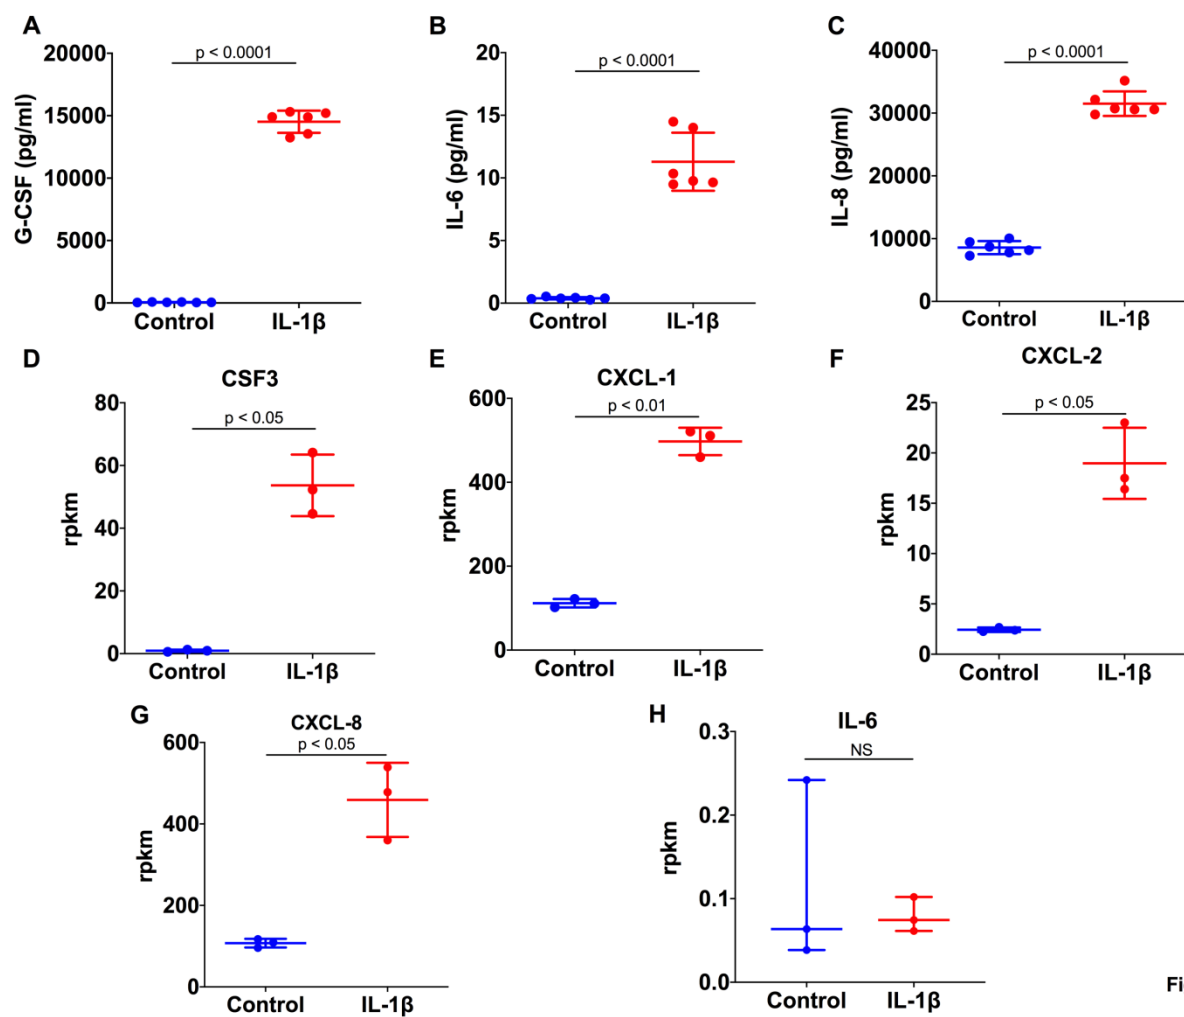 A
G-CSF (pg/ml)
20000
15000
10000
5000
0
p < 0.0001
Control
IL-1β
B
IL-6 (pg/ml)
20
15
10
5
0
p < 0.0001
Control
IL-1β
C
IL-8 (pg/ml)
40000
30000
20000
10000
0
p < 0.0001
Control
IL-1β
D
CSF3
rpkm
80
60
40
20
0
p < 0.05
Control
IL-1β
E
CXCL-1
rpkm
600
400
200
0
p < 0.01
Control
IL-1β
F
CXCL-2
rpkm
25
20
15
10
5
0
p < 0.05
Control
IL-1β
G
CXCL-8
rpkm
600
400
200
0
p < 0.05
Control
IL-1β
H
IL-6
rpkm
0.3
0.2
0.1
0.0
NS
Control
IL-1β
Fi